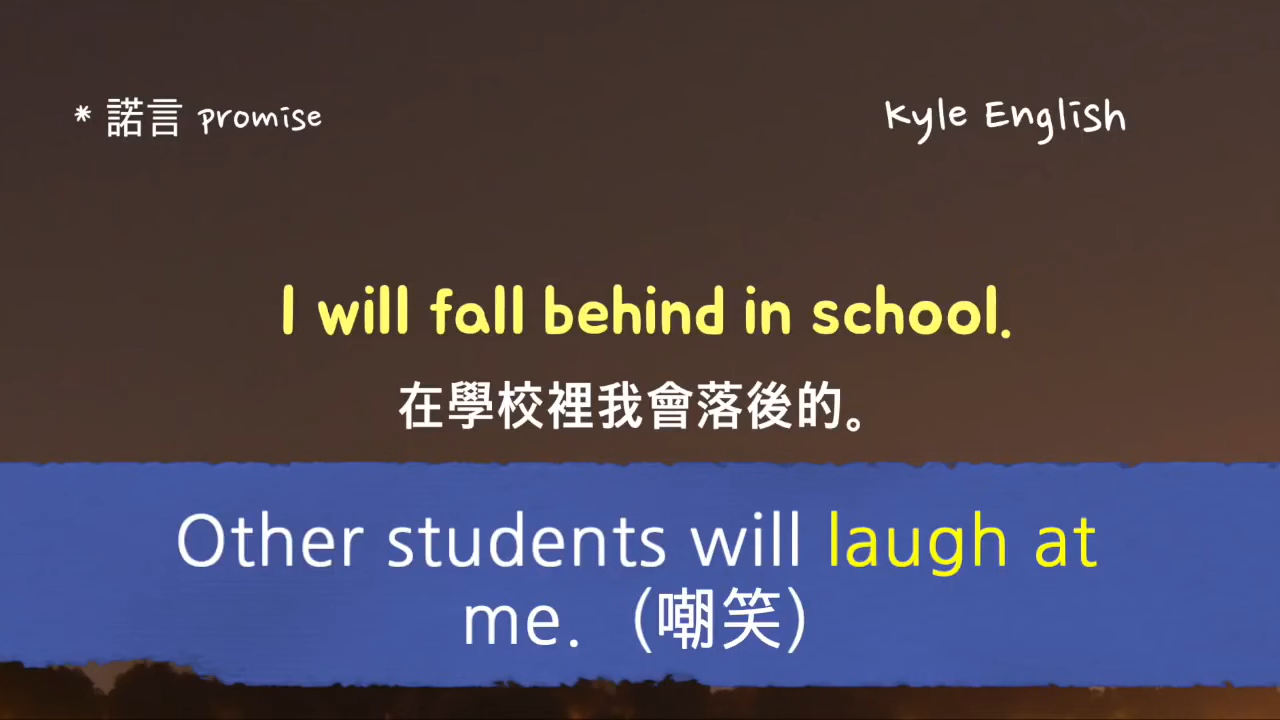 * 諾言 promise
Kyle English
I will fall behind in school.
在學校裡我會落後的。
Other students will laugh at
me. (嘲笑)